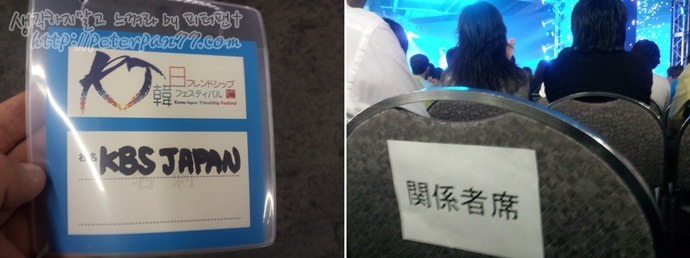 생각하지말고 느껴라 by 피터팬†
http://peterpan77.com/
韓日フレンドシップ
フェスティバル
Korea-Japan Friendship Festival
社名 KBS JAPAN
関係者席